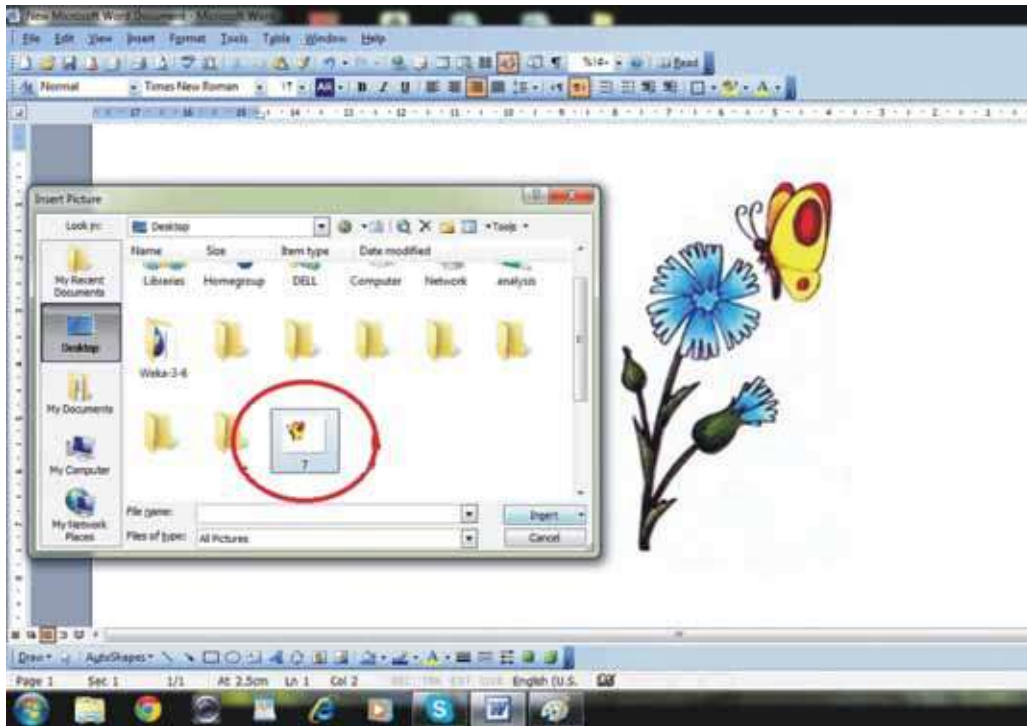 New Microsoft Word Document - Microsoft Word
File Edit View Insert Format Tools Table Window Help
Read
Normal Times New Roman
Insert Picture
Look in: Desktop Tools
Name Size Item type Date modified
My Recent Documents
Libraries Homegroup DELL Computer Network analysis
Desktop
Weka-3-6
My Documents
7
My Computer
My Network Places
File name: Insert
Files of type: All Pictures Cancel
Draw AutoShapes
Page 1 Sec 1 1/1 At 2.5cm Ln 1 Col 2 English (U.S.